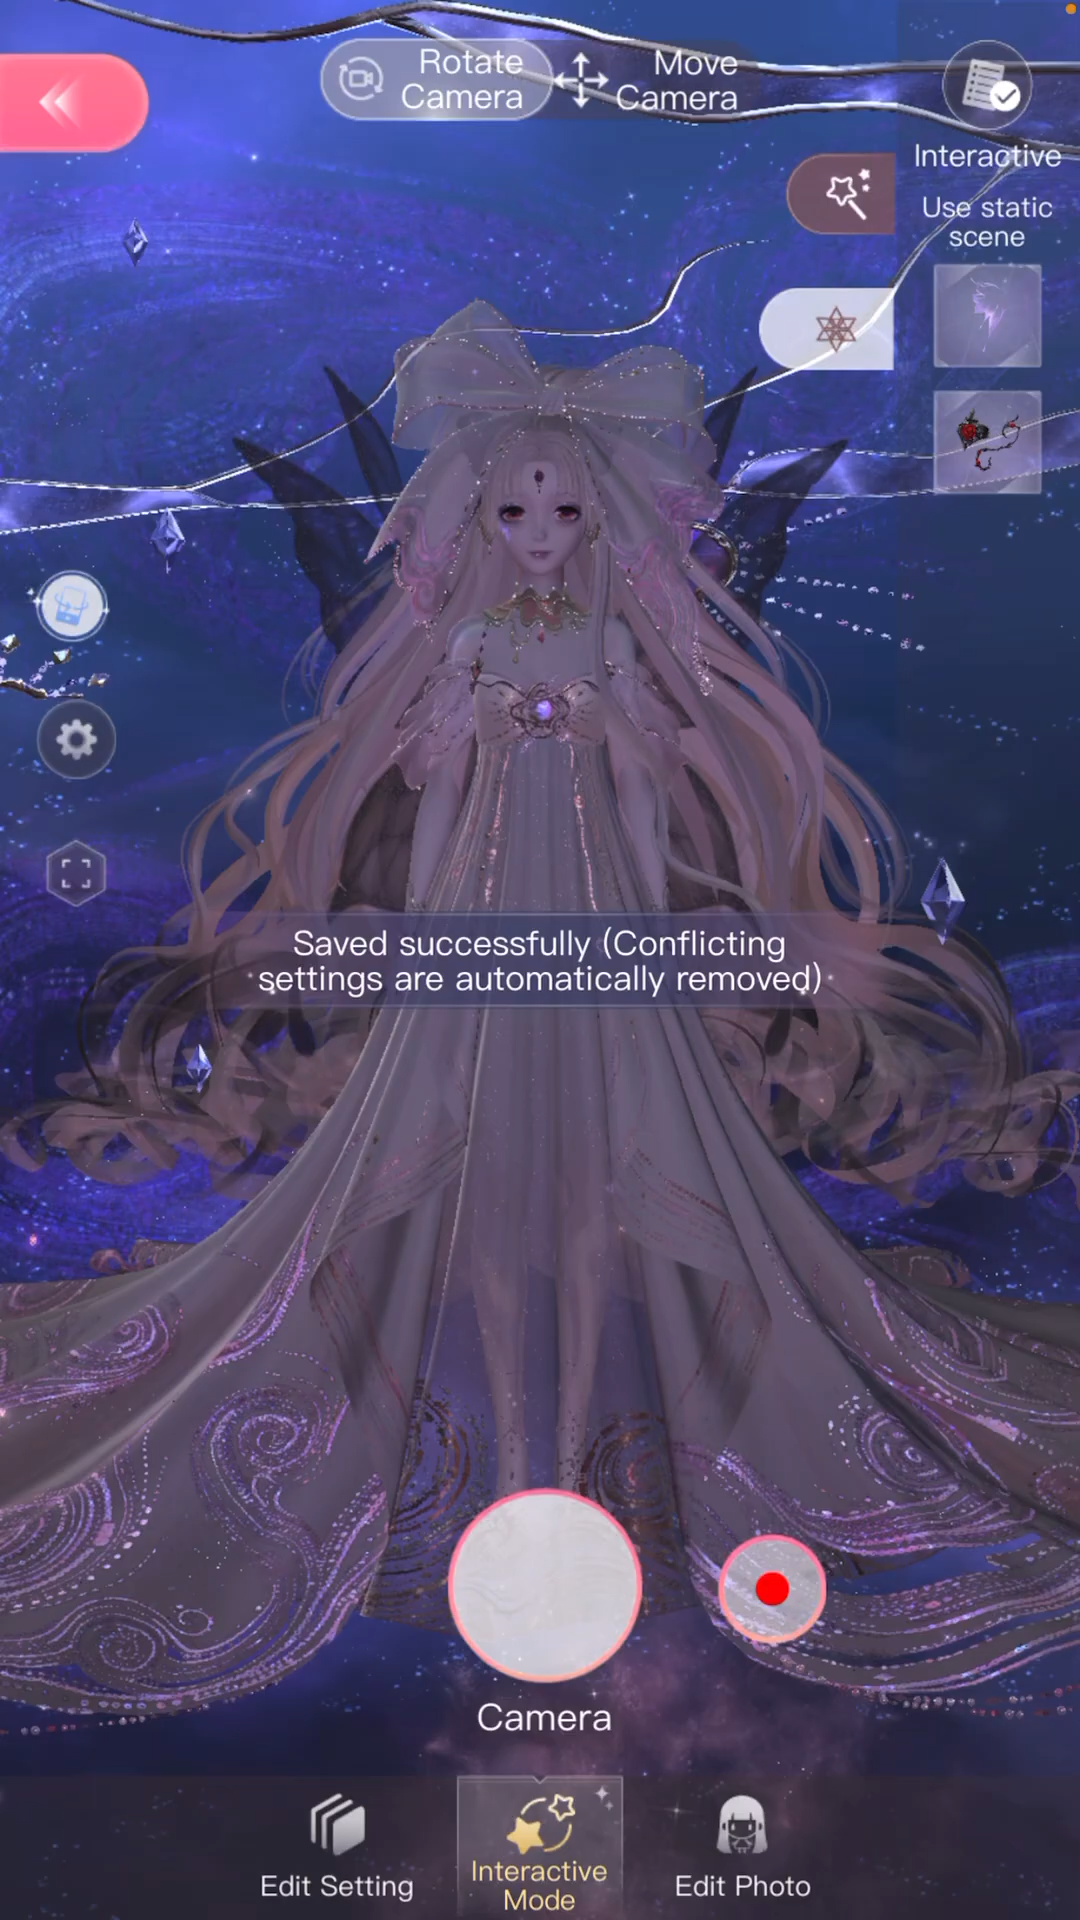 Rotate
Camera
Move
Camera
Interactive
Use static
scene
Saved successfully (Conflicting
settings are automatically removed)
Camera
Edit Setting
Interactive
Mode
Edit Photo